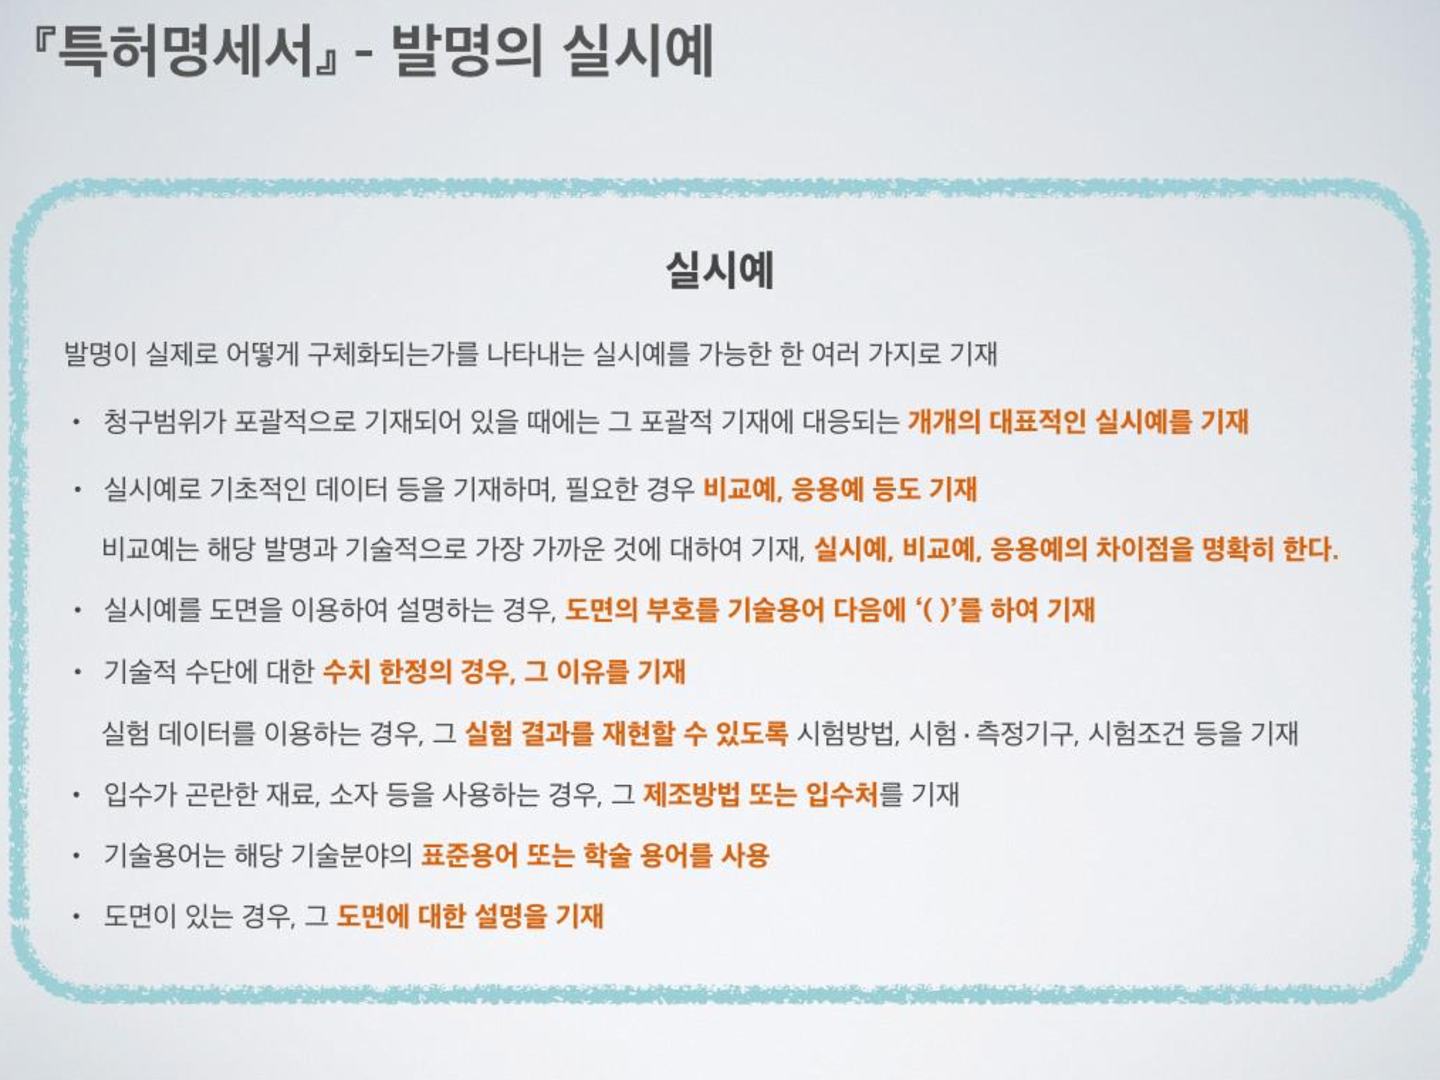 『특허명세서』 - 발명의 실시예
실시예
발명이 실제로 어떻게 구체화되는가를 나타내는 실시예를 가능한 한 여러 가지로 기재
• 청구범위가 포괄적으로 기재되어 있을 때에는 그 포괄적 기재에 대응되는 개개의 대표적인 실시예를 기재
• 실시예로 기초적인 데이터 등을 기재하며, 필요한 경우 비교예, 응용예 등도 기재
비교예는 해당 발명과 기술적으로 가장 가까운 것에 대하여 기재, 실시예, 비교예, 응용예의 차이점을 명확히 한다.
• 실시예를 도면을 이용하여 설명하는 경우, 도면의 부호를 기술용어 다음에 ‘( )’를 하여 기재
• 기술적 수단에 대한 수치 한정의 경우, 그 이유를 기재
실험 데이터를 이용하는 경우, 그 실험 결과를 재현할 수 있도록 시험방법, 시험 · 측정기구, 시험조건 등을 기재
• 입수가 곤란한 재료, 소자 등을 사용하는 경우, 그 제조방법 또는 입수처를 기재
• 기술용어는 해당 기술분야의 표준용어 또는 학술 용어를 사용
• 도면이 있는 경우, 그 도면에 대한 설명을 기재